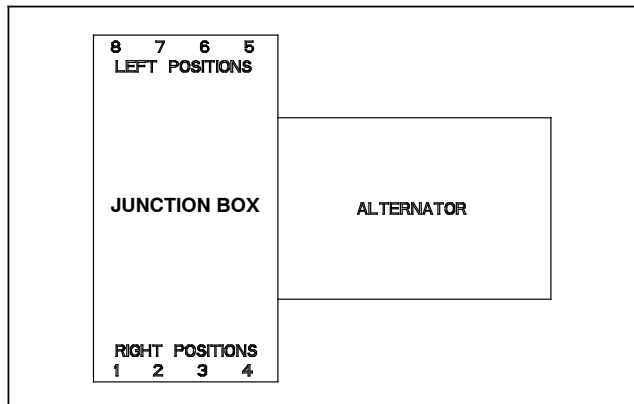 8 7 6 5
LEFT POSITIONS
JUNCTION BOX
ALTERNATOR
RIGHT POSITIONS
1 2 3 4